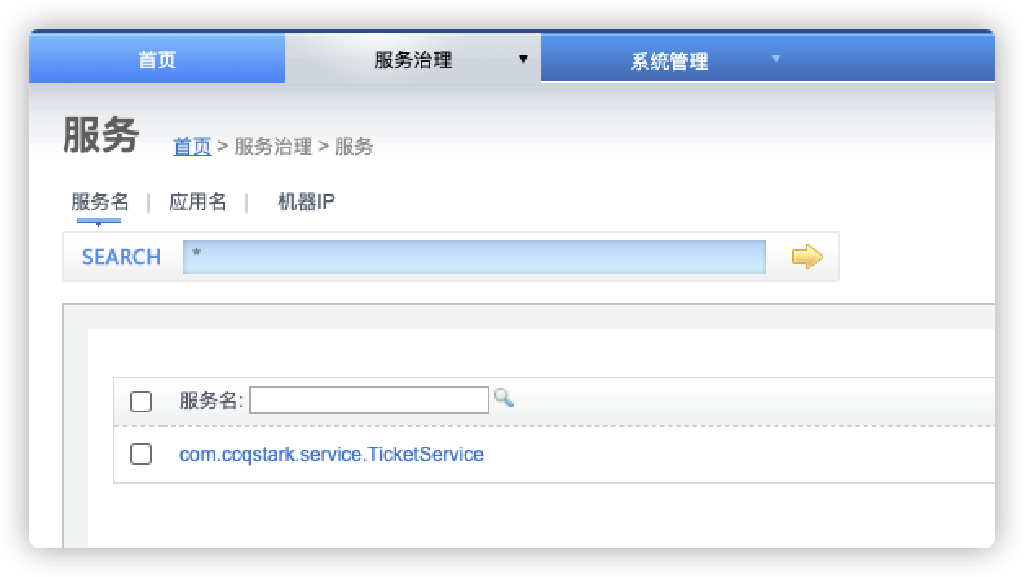 首页 服务治理 ▼ 系统管理 ▼
服务 首页 > 服务治理 > 服务
服务名 | 应用名 | 机器IP
SEARCH *
服务名:
com.ccqstark.service.TicketService